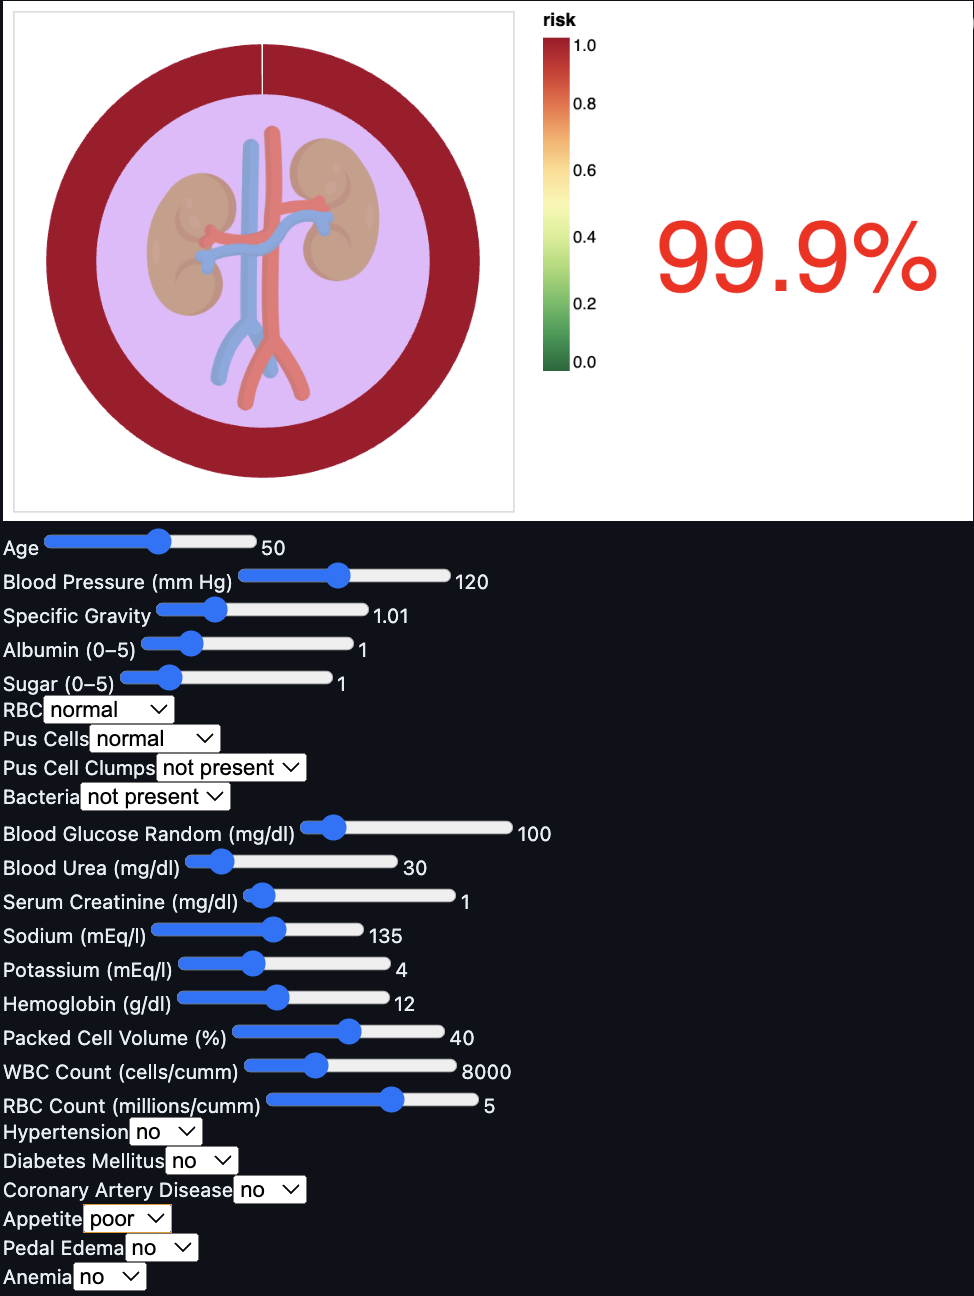 risk
1.0
0.8
0.6
0.4
0.2
0.0
99.9%
Age 50
Blood Pressure (mm Hg) 120
Specific Gravity 1.01
Albumin (0–5) 1
Sugar (0–5) 1
RBC normal
Pus Cells normal
Pus Cell Clumps not present
Bacteria not present
Blood Glucose Random (mg/dl) 100
Blood Urea (mg/dl) 30
Serum Creatinine (mg/dl) 1
Sodium (mEq/l) 135
Potassium (mEq/l) 4
Hemoglobin (g/dl) 12
Packed Cell Volume (%) 40
WBC Count (cells/cumm) 8000
RBC Count (millions/cumm) 5
Hypertension no
Diabetes Mellitus no
Coronary Artery Disease no
Appetite poor
Pedal Edema no
Anemia no